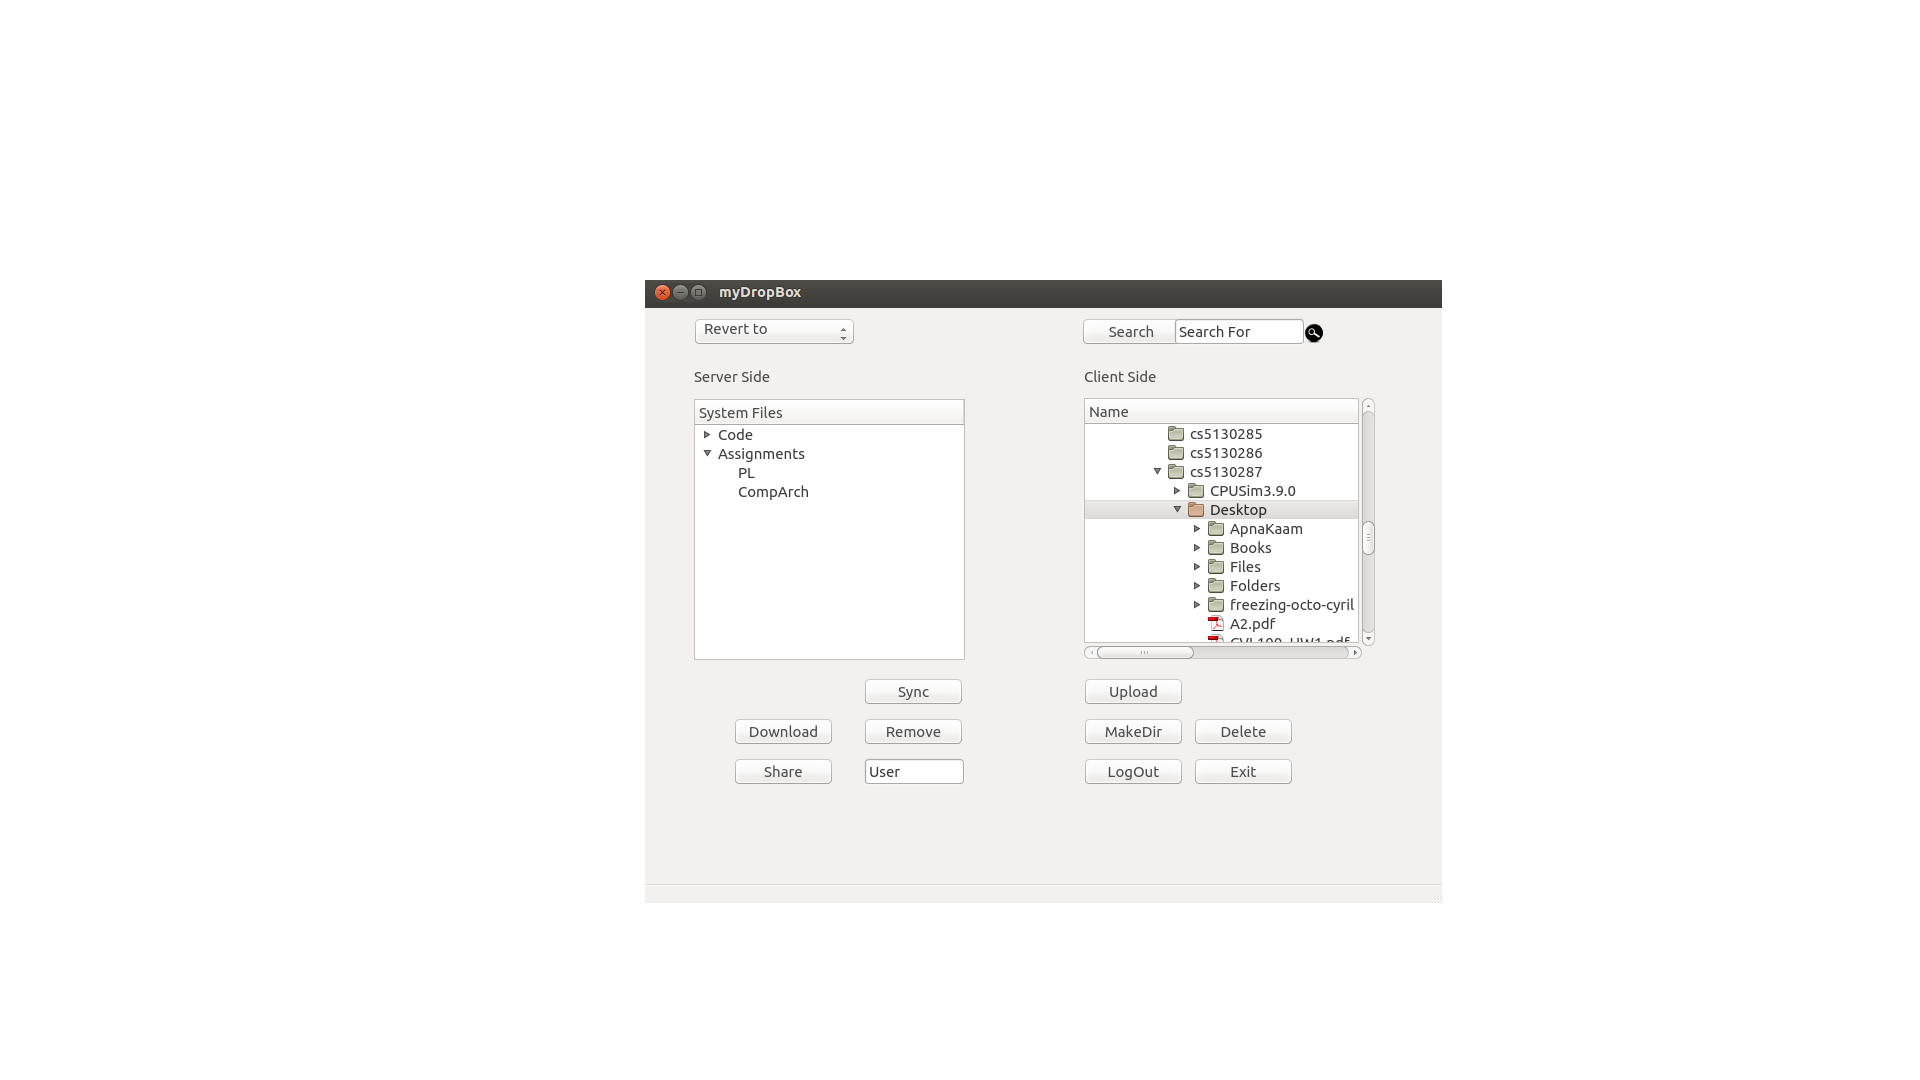 myDropBox
Revert to
Search
Search For
Server Side
Client Side
System Files
Code
Assignments
PL
CompArch
Name
cs5130285
cs5130286
cs5130287
CPUSim3.9.0
Desktop
ApnaKaam
Books
Files
Folders
freezing-octo-cyril
A2.pdf
Sync
Upload
Download
Remove
MakeDir
Delete
Share
User
LogOut
Exit